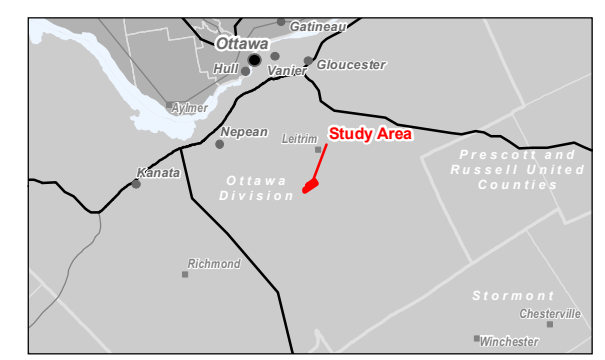 Gatineau
Ottawa
Hull
Vanier
Gloucester
Aylmer
Nepean
Leitrim
Study Area
Kanata
Ottawa
Division
Prescott and
Russell United
Counties
Richmond
Stormont
Chesterville
Winchester